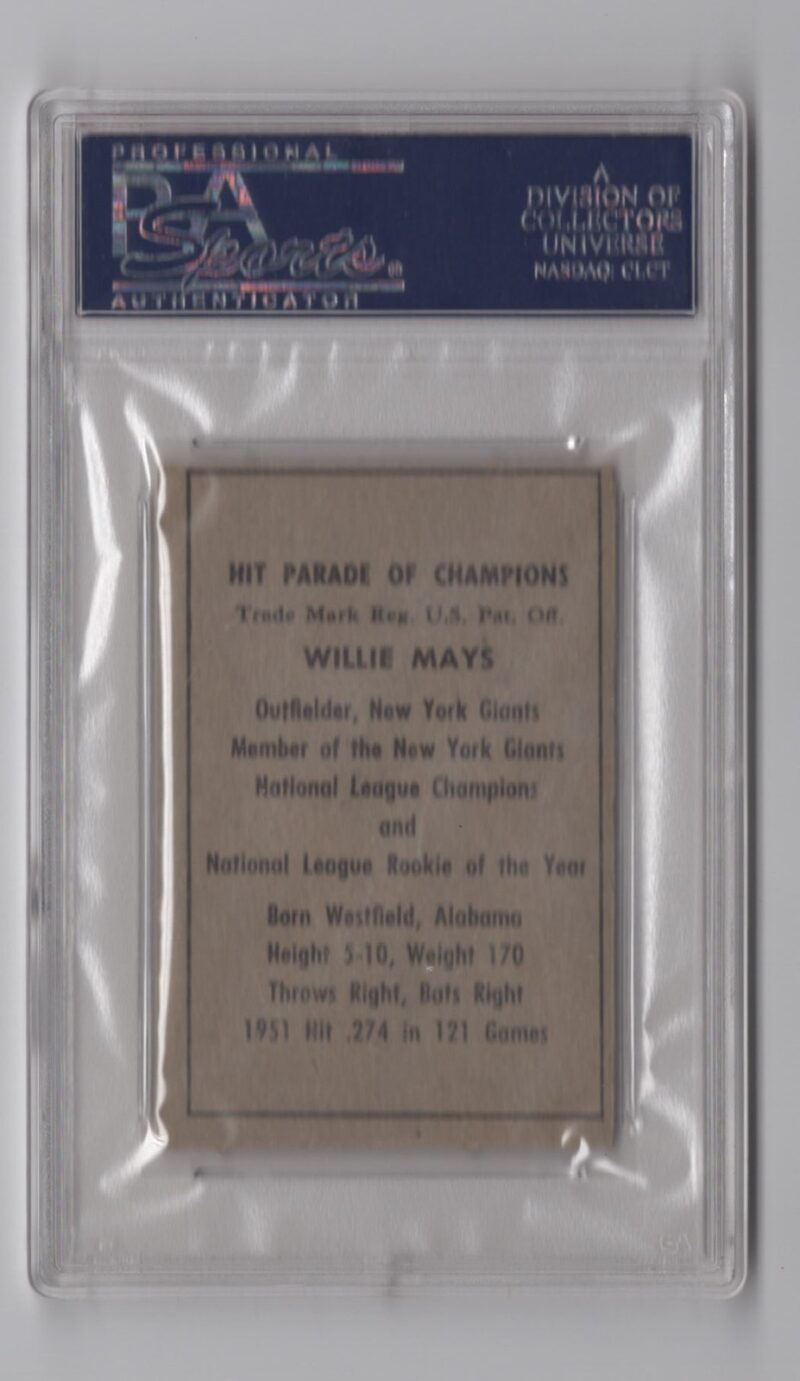 PROFESSIONAL
PSA
Sports
AUTHENTICATOR
A
DIVISION OF
COLLECTORS
UNIVERSE
NASDAQ: CLCT
HIT PARADE OF CHAMPIONS
Trade Mark Reg. U.S. Pat. Off.
WILLIE MAYS
Outfielder, New York Giants
Member of the New York Giants
National League Champions
and
National League Rookie of the Year
Born Westfield, Alabama
Height 5-10, Weight 170
Throws Right, Bats Right
1951 Hit .274 in 121 Games